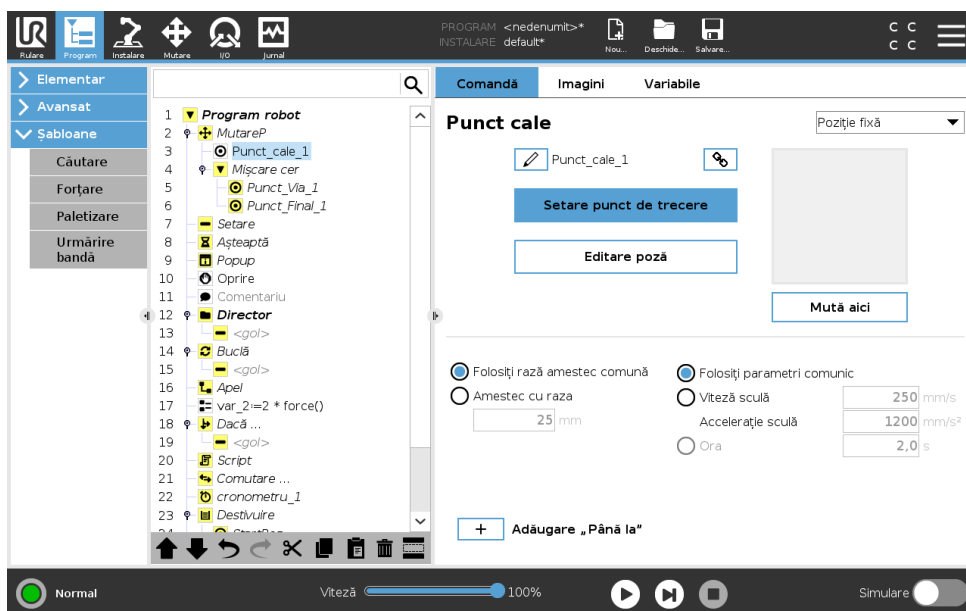 Rulare
Program
Instalare
Mutare
I/O
Jurnal
PROGRAM <nedenumit>*
INSTALARE default*
Nou...
Deschide...
Salvare...
C C
C C
Elementar
Avansat
Șabloane
Căutare
Forțare
Paletizare
Urmărire
bandă
1 Program robot
2 MutareP
3 Punct_cale_1
4 Mișcare cer
5 Punct_Via_1
6 Punct_Final_1
7 Setare
8 Așteaptă
9 Popup
10 Oprire
11 Comentariu
12 Director
13 <gol>
14 Buclă
15 <gol>
16 Apel
17 var_2:=2 * force()
18 Dacă ...
19 <gol>
20 Script
21 Comutare ...
22 cronometru_1
23 Destivuire
Comandă
Imagini
Variabile
Punct cale
Poziție fixă
Punct_cale_1
Setare punct de trecere
Editare poză
Mută aici
Folosiți rază amestec comună
Amestec cu raza
25 mm
Folosiți parametri comunic
Viteză sculă 250 mm/s
Accelerație sculă 1200 mm/s²
Ora 2,0 s
+ Adăugare „Până la”
Normal
Viteză 100%
Simulare